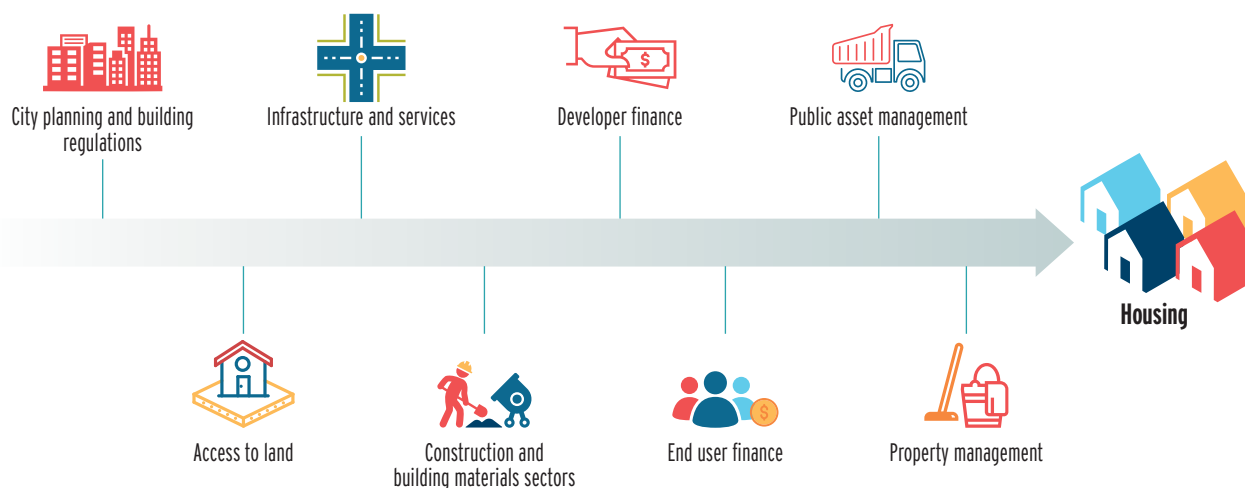 $
City planning and building
regulations
Infrastructure and services
Developer finance
Public asset management
Housing
$
Access to land
Construction and
building materials sectors
End user finance
Property management